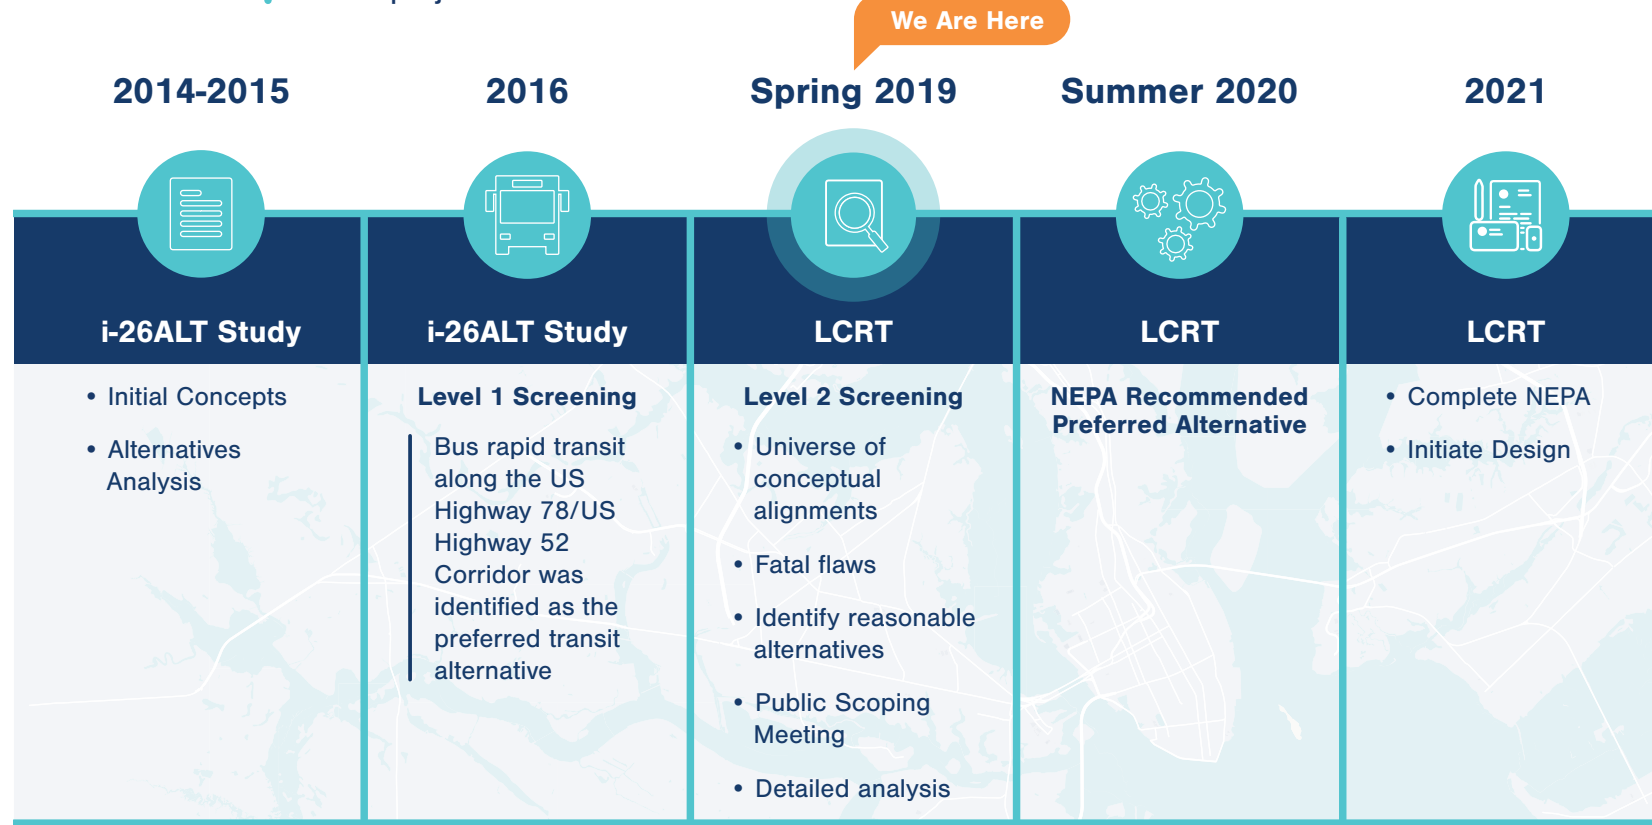 We Are Here
2014-2015
2016
Spring 2019
Summer 2020
2021
i-26ALT Study
i-26ALT Study
LCRT
LCRT
LCRT
• Initial Concepts
• Alternatives
Analysis
Level 1 Screening
Bus rapid transit
along the US
Highway 78/US
Highway 52
Corridor was
identified as the
preferred transit
alternative
Level 2 Screening
• Universe of
conceptual
alignments
• Fatal flaws
• Identify reasonable
alternatives
• Public Scoping
Meeting
• Detailed analysis
NEPA Recommended
Preferred Alternative
• Complete NEPA
• Initiate Design